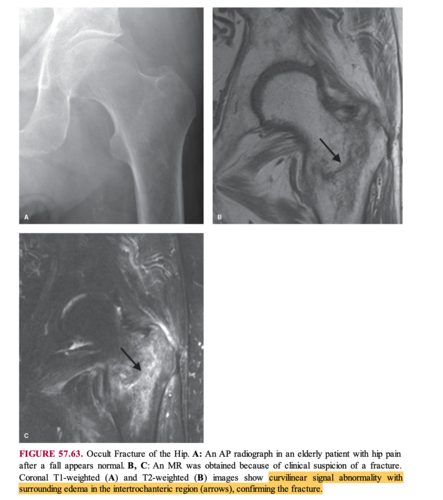 A
B
C
FIGURE 57.63. Occult Fracture of the Hip. A: An AP radiograph in an elderly patient with hip pain
after a fall appears normal. B, C: An MR was obtained because of clinical suspicion of a fracture.
Coronal T1-weighted (A) and T2-weighted (B) images show curvilinear signal abnormality with
surrounding edema in the intertrochanteric region (arrows), confirming the fracture.